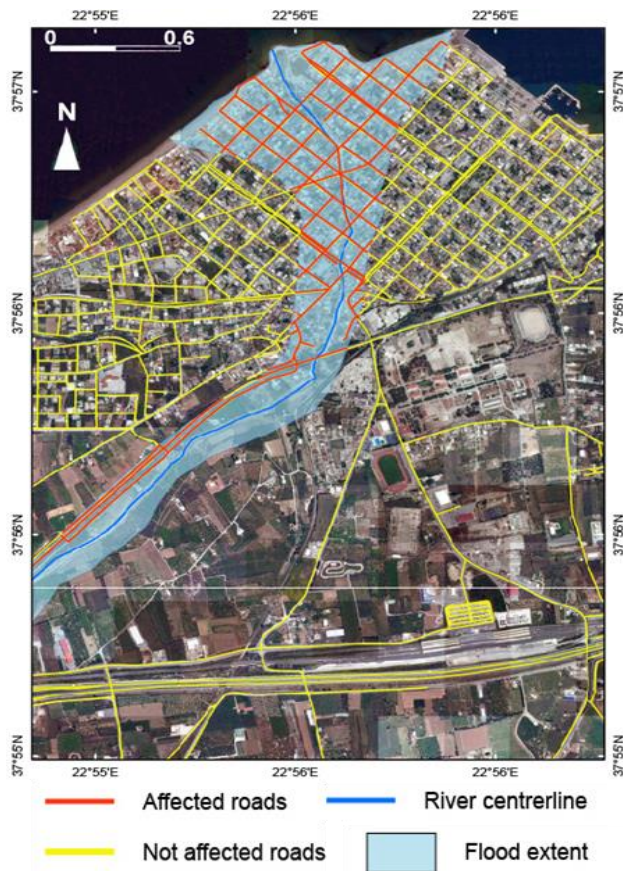 22°55'E 22°56'E 22°56'E
0 0.6
N
37°57'N 37°57'N
37°56'N 37°56'N
37°56'N 37°56'N
37°55'N 37°55'N
22°55'E 22°56'E 22°56'E
Affected roads River centrerline
Not affected roads Flood extent